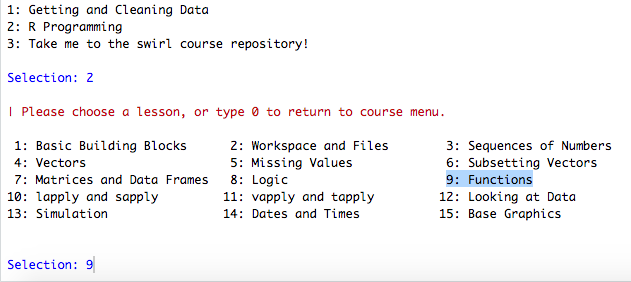 1: Getting and Cleaning Data
2: R Programming
3: Take me to the swirl course repository!
Selection: 2
| Please choose a lesson, or type 0 to return to course menu.
1: Basic Building Blocks 2: Workspace and Files 3: Sequences of Numbers
4: Vectors 5: Missing Values 6: Subsetting Vectors
7: Matrices and Data Frames 8: Logic 9: Functions
10: lapply and sapply 11: vapply and tapply 12: Looking at Data
13: Simulation 14: Dates and Times 15: Base Graphics
Selection: 9